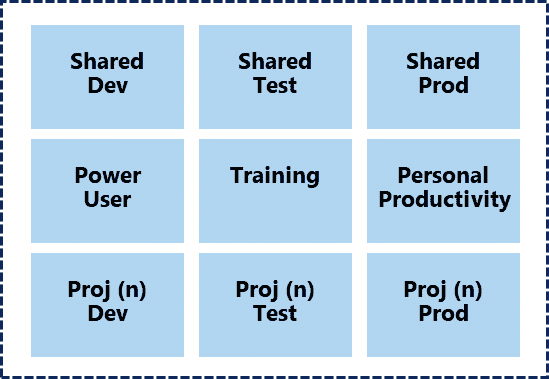 Shared
Dev
Shared
Test
Shared
Prod
Power
User
Training
Personal
Productivity
Proj (n)
Dev
Proj (n)
Test
Proj (n)
Prod